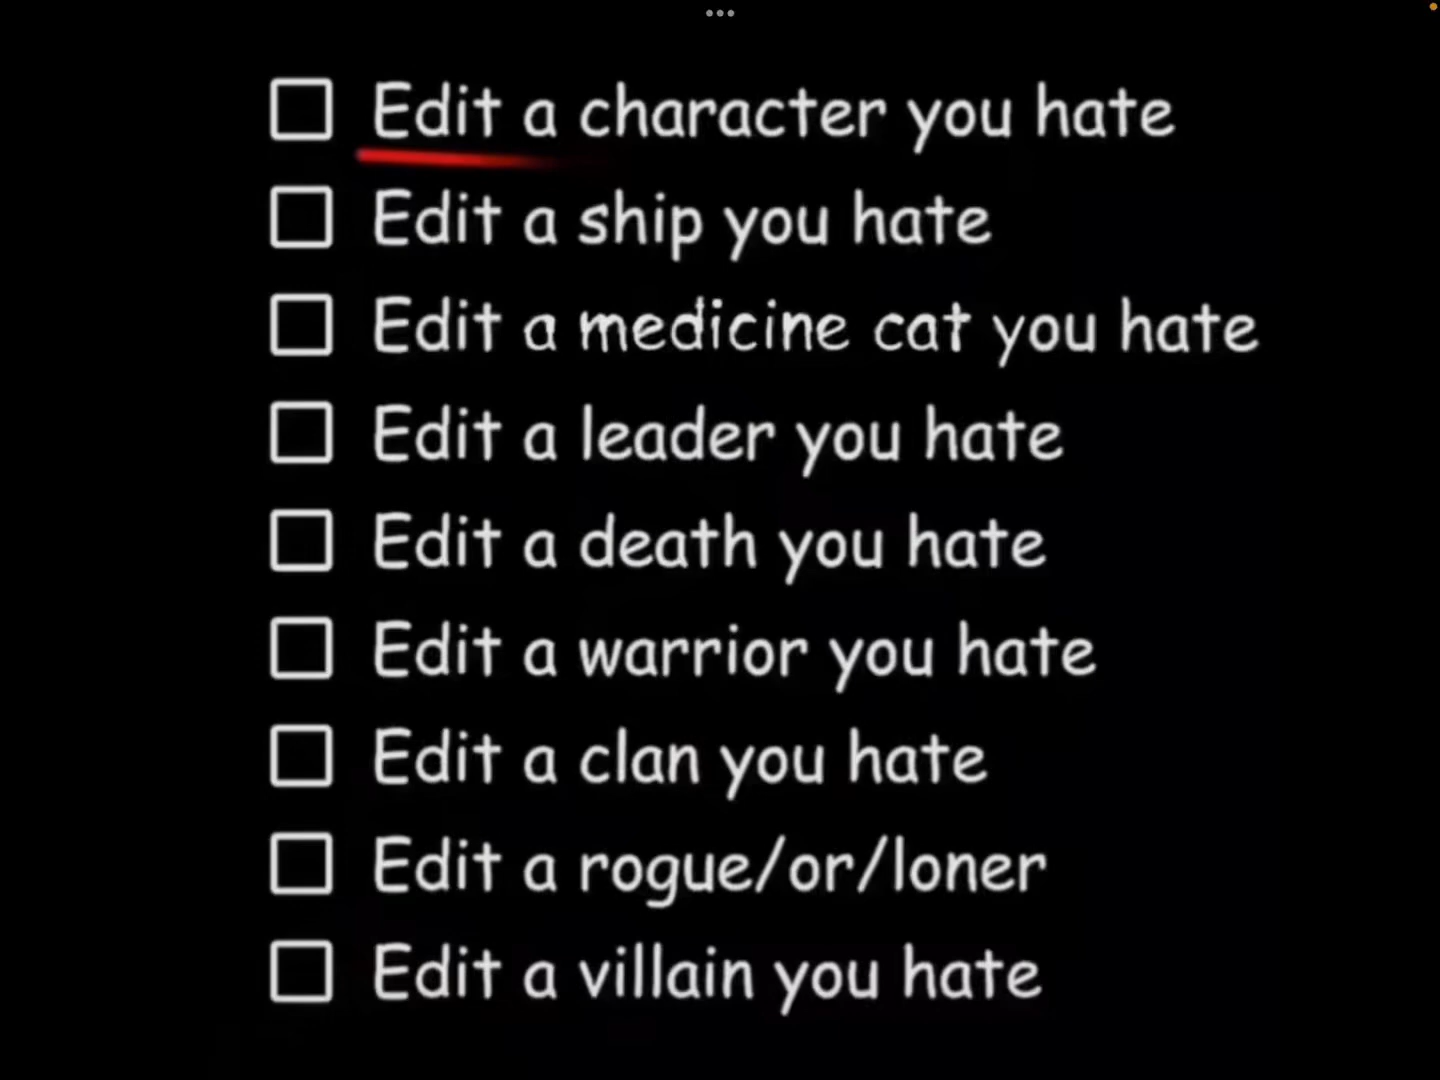 Edit a character you hate
Edit a ship you hate
Edit a medicine cat you hate
Edit a leader you hate
Edit a death you hate
Edit a warrior you hate
Edit a clan you hate
Edit a rogue/or/loner
Edit a villain you hate